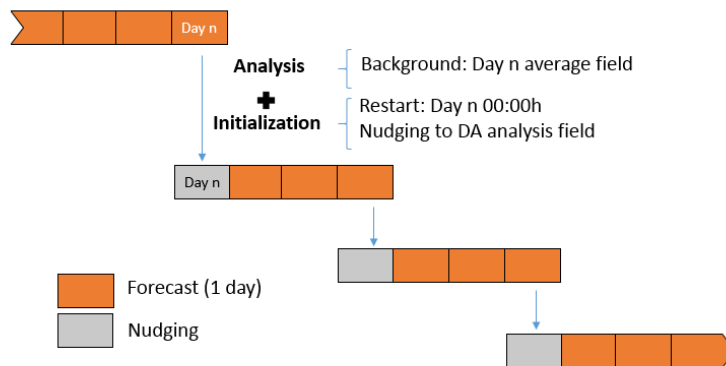 Day n
Analysis
Background: Day n average field
Initialization
Restart: Day n 00:00h
Nudging to DA analysis field
Day n
Forecast (1 day)
Nudging